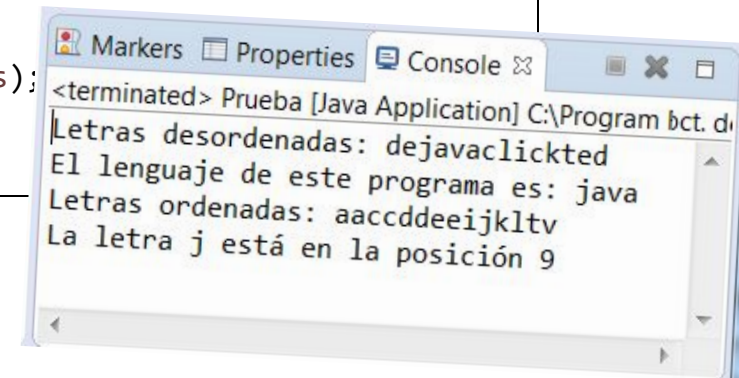 s);
Markers Properties Console
<terminated> Prueba [Java Application] C:\Program
Letras desordenadas: dejavaclickted
El lenguaje de este programa es: java
Letras ordenadas: aaccddeeijkltv
La letra j está en la posición 9